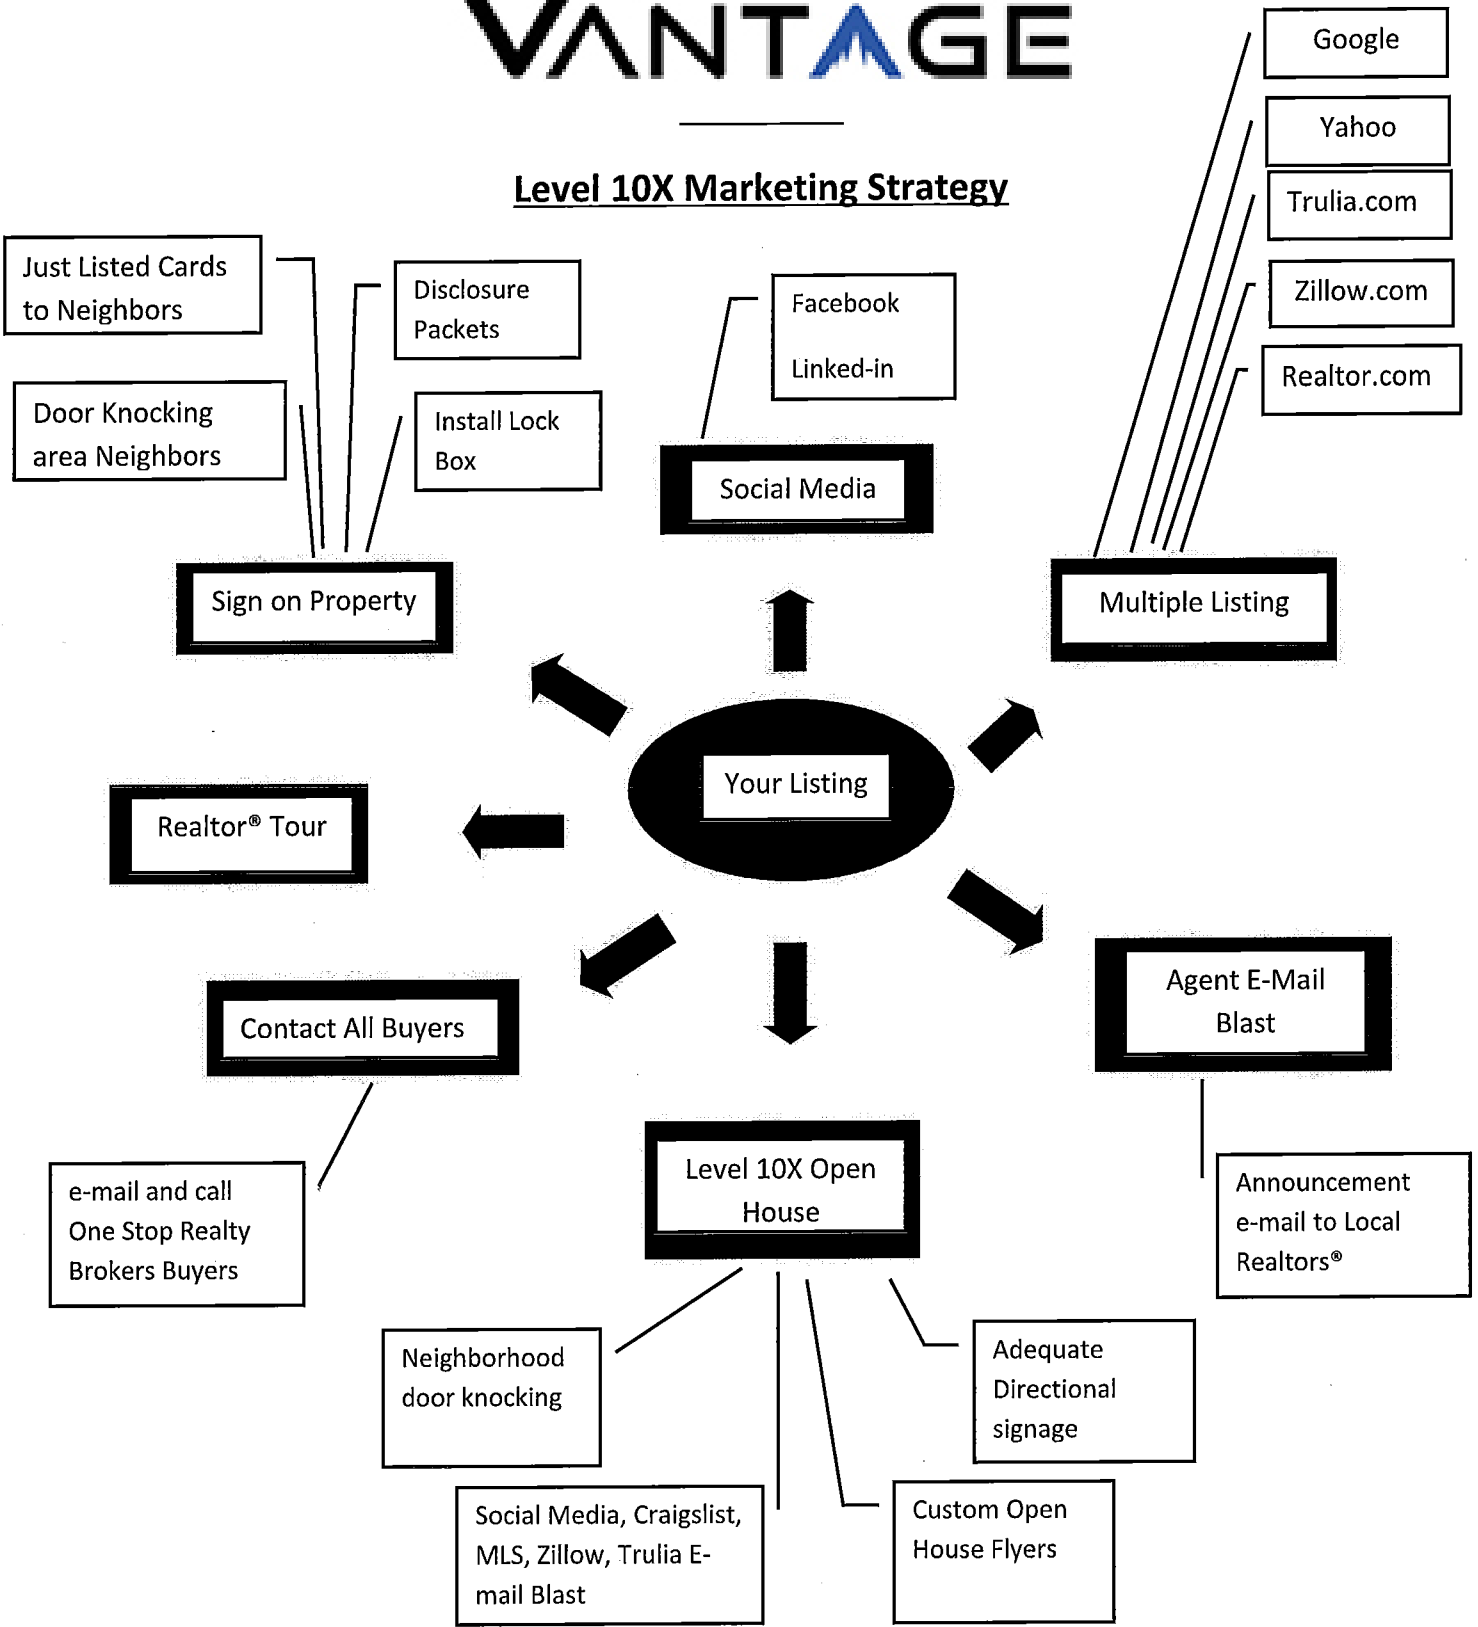 VANTAGE
Level 10X Marketing Strategy
Google
Yahoo
Trulia.com
Zillow.com
Realtor.com
Just Listed Cards
to Neighbors
Disclosure
Packets
Facebook
Linked-in
Door Knocking
area Neighbors
Install Lock
Box
Social Media
Sign on Property
Multiple Listing
Your Listing
Realtor® Tour
Contact All Buyers
Agent E-Mail
Blast
Level 10X Open
House
e-mail and call
One Stop Realty
Brokers Buyers
Announcement
e-mail to Local
Realtors®
Neighborhood
door knocking
Adequate
Directional
signage
Social Media, Craigslist,
MLS, Zillow, Trulia E-
mail Blast
Custom Open
House Flyers